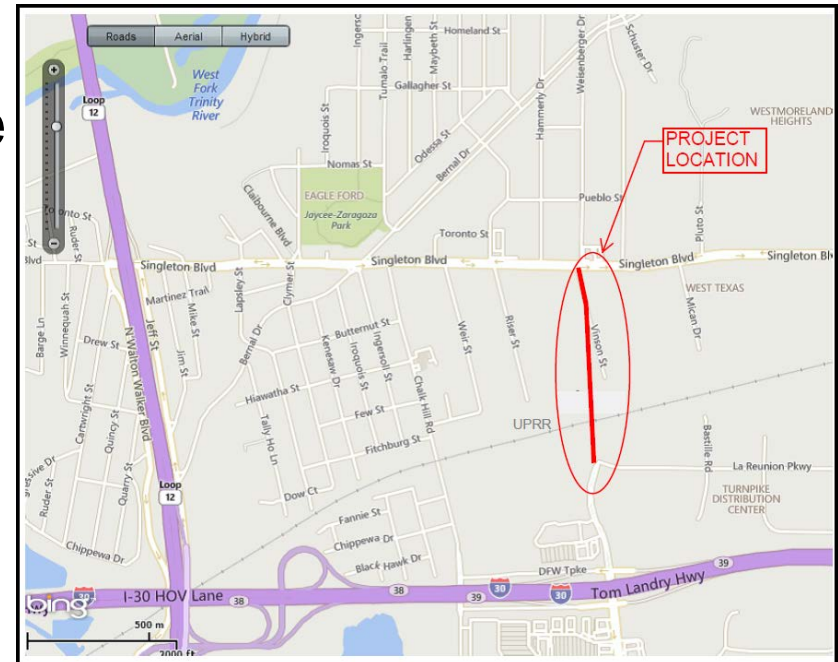 e
Roads Aerial Hybrid
West
Fork
Trinity
River
Loop
12
Ingersc
Tumalo Trail
Harlingen
Maybeth St
Homeland St
Gallagher St
Iroquois St
Odessa St
Bernal Dr
Hammerly Dr
Weisenberger Dr
Schuster Dr
WESTMORELAND
HEIGHTS
PROJECT
LOCATION
Nomas St
Claibourne Blvd
EAGLE FORD
Jaycee-Zaragoza
Park
Pueblo St
Pluto St
Toronto St
oronto St
Ruder St
St
Blvd
Singleton Blvd
Singleton Blvd
Singleton Blvd
Singleton Bl
Martinez Trail
Lapsley St
Clymer St
WEST TEXAS
Mican Dr
Barge Ln
Winnequah St
Jeff St
Mike St
Jim St
Bernal Dr
Butternut St
Kenesaw Dr
Iroquois St
Ingersoll St
Weir St
Riser St
Vinson St
Drew St
N Walton Walker Blvd
Hiawatha St
Chalk Hill Rd
Cartwright St
Quincy St
Few St
Tally Ho Ln
Fitchburg St
UPRR
Bastille Rd
La Reunion Pkwy
ressive Dr
Ruder St
Quarry St
Loop
12
Dow Ct
TURNPIKE
DISTRIBUTION
CENTER
Fannie St
Chippewa Dr
Chippewa Dr
Black Hawk Dr
DFW Tpke
39
30
I-30 HOV Lane
38
38
39
30
30
Tom Landry Hwy
bing
500 m
2000 ft